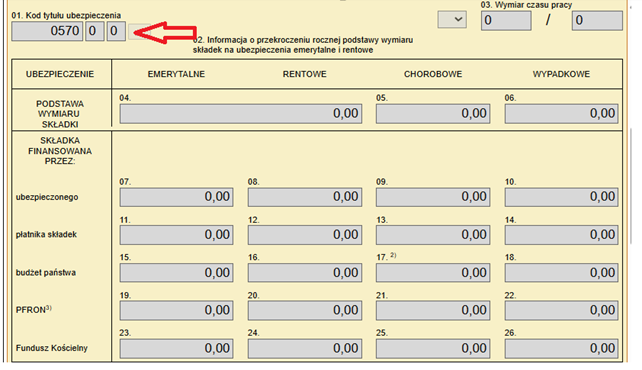 01. Kod tytułu ubezpieczenia
03. Wymiar czasu pracy
0570 0 0
0 / 0
02. Informacja o przekroczeniu rocznej podstawy wymiaru
składek na ubezpieczenia emerytalne i rentowe
UBEZPIECZENIE EMERYTALNE RENTOWE CHOROBOWE WYPADKOWE
04. 05. 06.
PODSTAWA
WYMIARU
SKŁADKI
0,00 0,00 0,00
SKŁADKA
FINANSOWANA
PRZEZ:
07. 08. 09. 10.
ubezpieczonego 0,00 0,00 0,00 0,00
11. 12. 13. 14.
płatnika składek 0,00 0,00 0,00 0,00
15. 16. 17. 2) 18.
budżet państwa 0,00 0,00 0,00 0,00
19. 20. 21. 22.
PFRON3) 0,00 0,00 0,00 0,00
23. 24. 25. 26.
Fundusz Kościelny 0,00 0,00 0,00 0,00